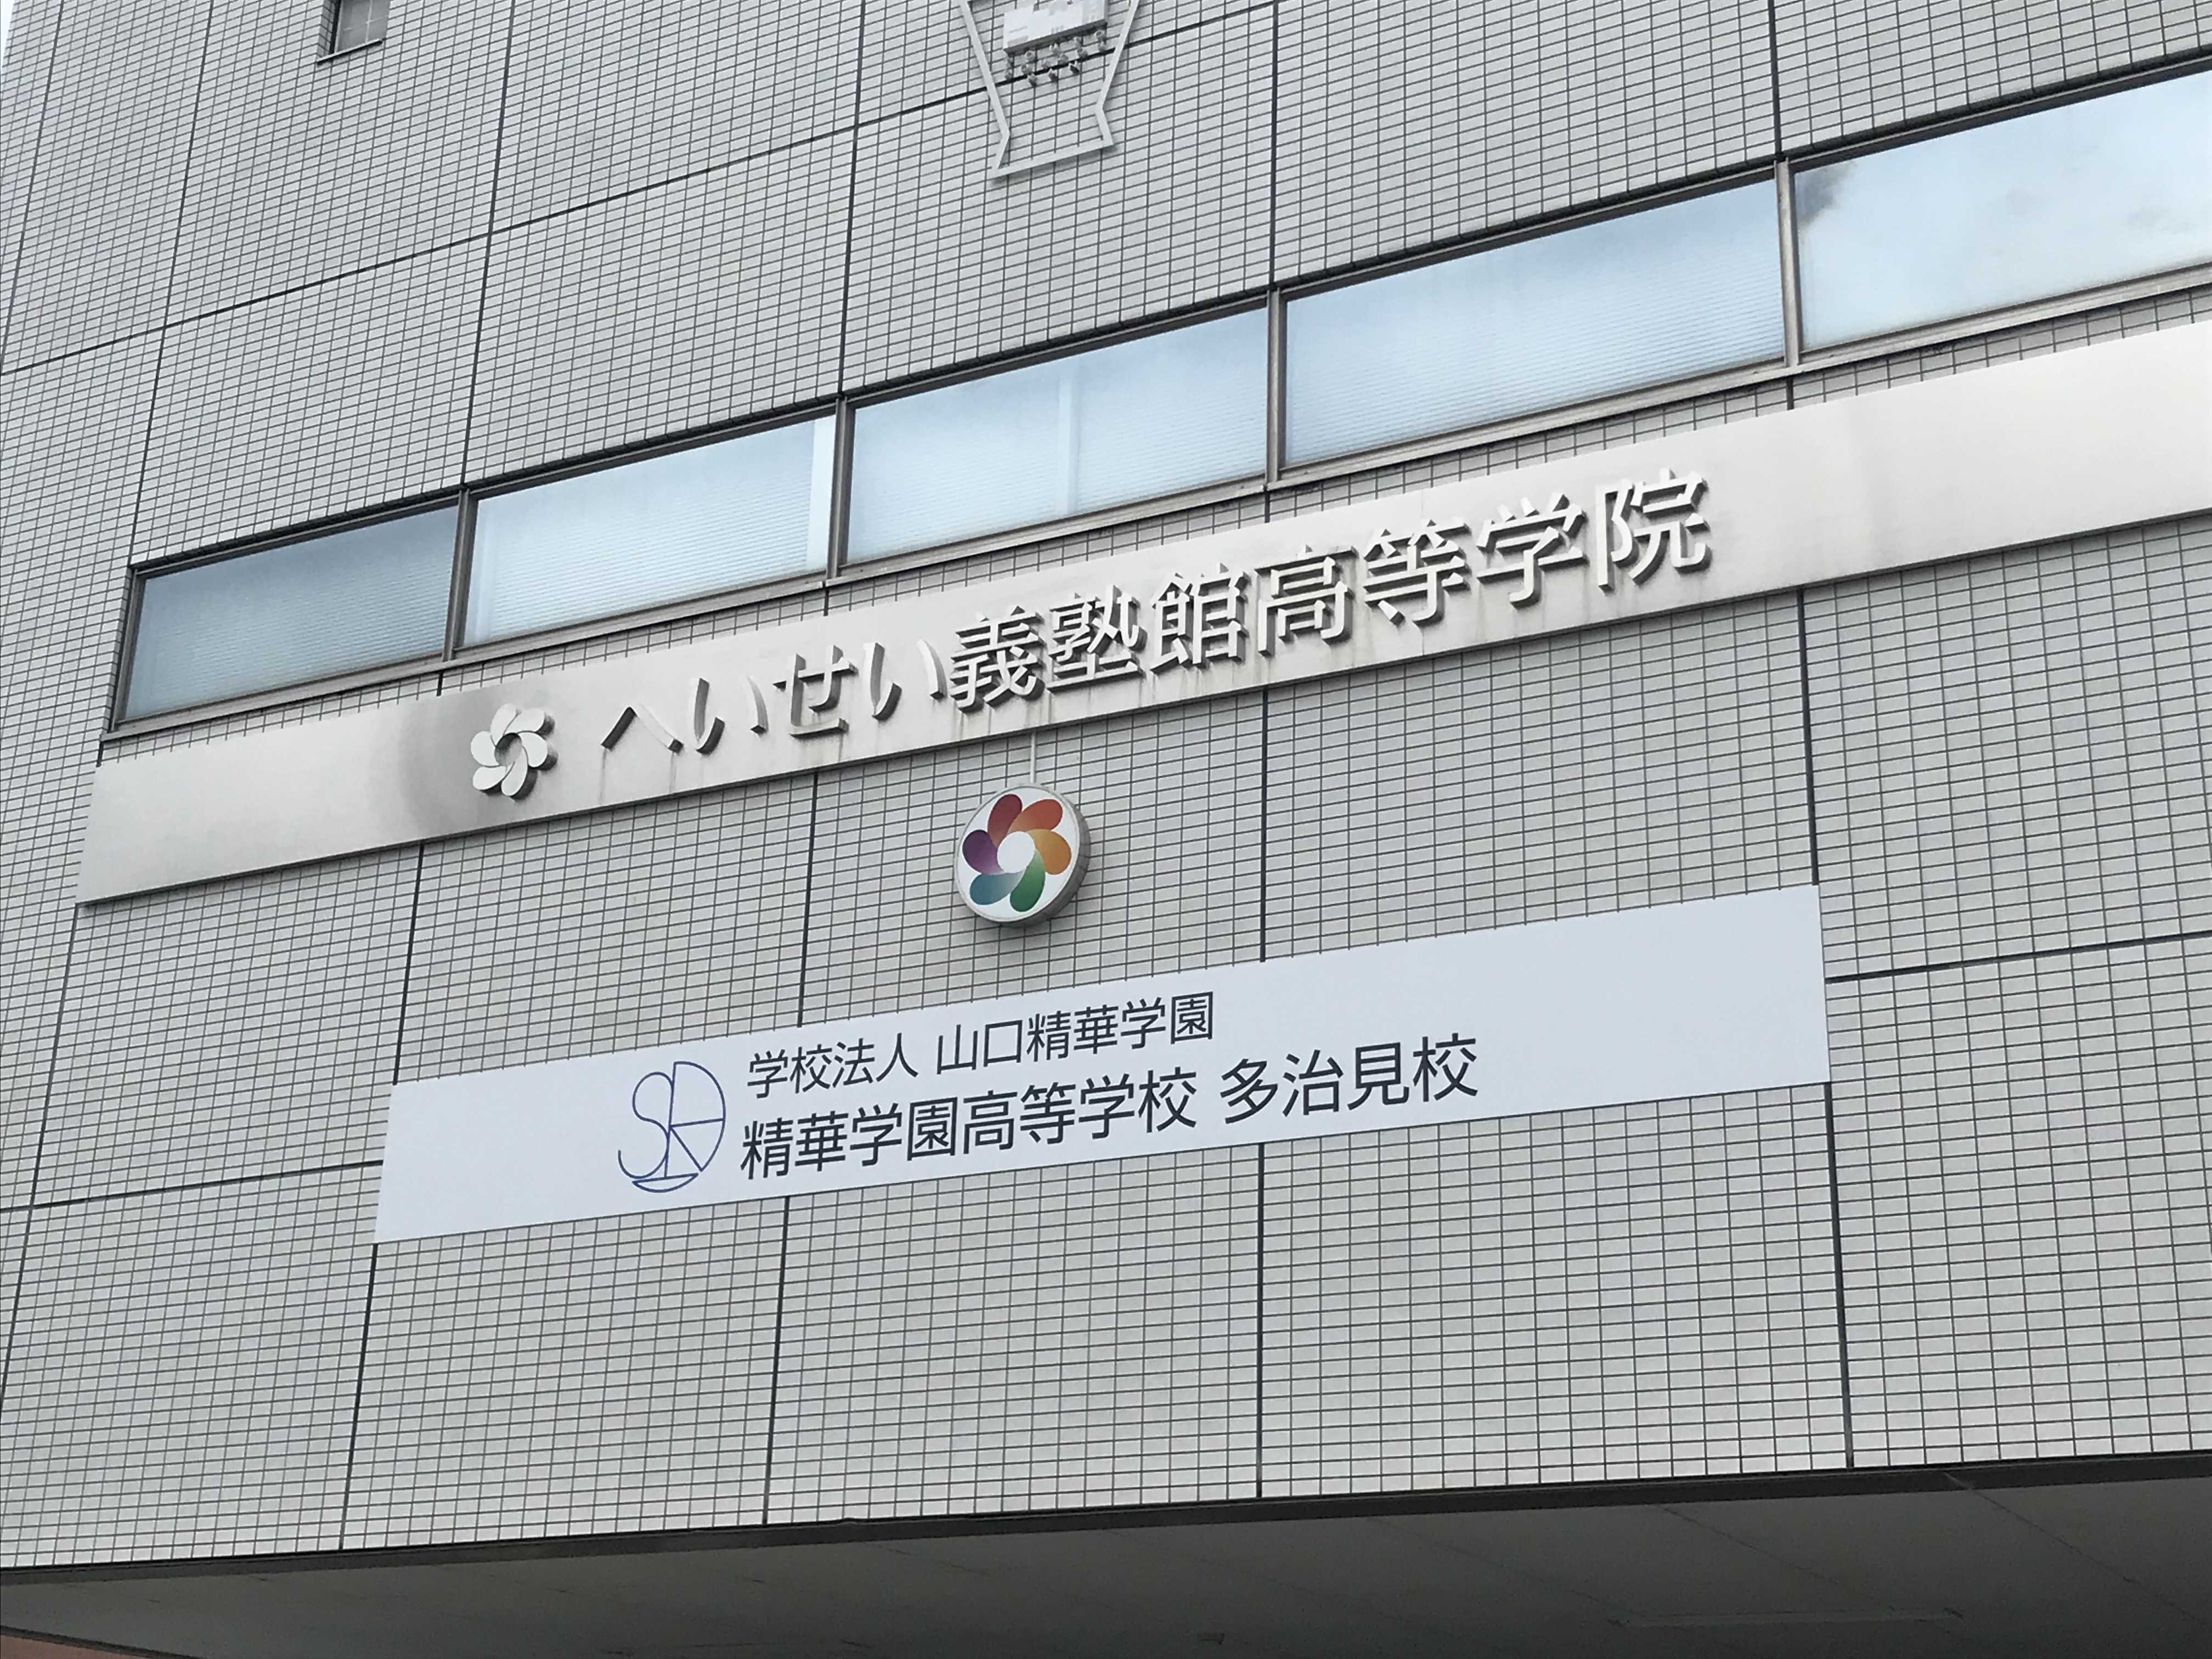 へいせい義塾館高等学院
学校法人 山口精華学園
精華学園高等学校 多治見校